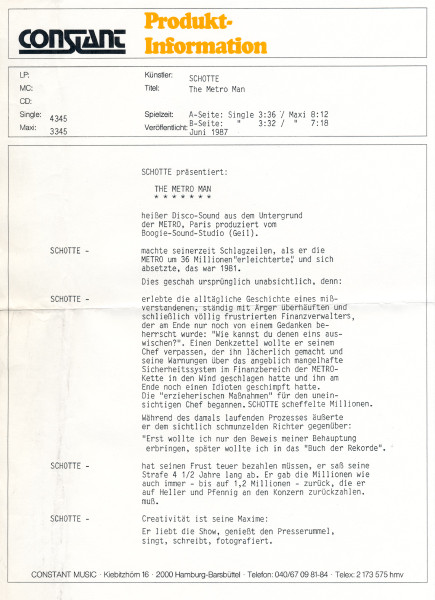 CONSTANT
Produkt-
Information
LP:
MC:
CD:
Single: 4345
Maxi: 3345
Künstler: SCHOTTE
Titel: The Metro Man
Spielzeit: A-Seite: Single 3:36 / Maxi 8:12
B-Seite: " 3:32 / " 7:18
Veröffentlicht: Juni 1987
SCHOTTE präsentiert:
THE METRO MAN
* * * * * * *
heißer Disco-Sound aus dem Untergrund
der METRO, Paris produziert vom
Boogie-Sound-Studio (Geil).
SCHOTTE - machte seinerzeit Schlagzeilen, als er die
METRO um 36 Millionen "erleichterte", und sich
absetzte, das war 1981.
Dies geschah ursprünglich unabsichtlich, denn:
SCHOTTE - erlebte die alltägliche Geschichte eines miß-
verstandenen, ständig mit Ärger überhäuften und
schließlich völlig frustrierten Finanzverwalters,
der am Ende nur noch von einem Gedanken be-
herrscht wurde: "Wie kannst du denen eins aus-
wischen?". Einen Denkzettel wollte er seinem
Chef verpassen, der ihn lächerlich gemacht und
seine Warnungen über das angeblich mangelhafte
Sicherheitssystem im Finanzbereich der METRO-
Kette in den Wind geschlagen hatte und ihn am
Ende noch einen Idioten geschimpft hatte.
Die "erzieherischen Maßnahmen" für den unein-
sichtigen Chef begannen. SCHOTTE scheffelte Millionen.
Während des damals laufenden Prozesses äußerte
er dem sichtlich schmunzelnden Richter gegenüber:
"Erst wollte ich nur den Beweis meiner Behauptung
erbringen, später wollte ich in das "Buch der Rekorde".
SCHOTTE - hat seinen Frust teuer bezahlen müssen, er saß seine
Strafe 4 1/2 Jahre lang ab. Er gab die Millionen wie
auch immer - bis auf 1,2 Millionen - zurück, die er
auf Heller und Pfennig an den Konzern zurückzahlen.
muß.
SCHOTTE - Creativität ist seine Maxime:
Er liebt die Show, genießt den Presserummel,
singt, schreibt, fotografiert.
CONSTANT MUSIC · Kiebitzhörn 16 · 2000 Hamburg-Barsbüttel · Telefon: 040/67 09 81-84 · Telex: 2 173 575 hmv